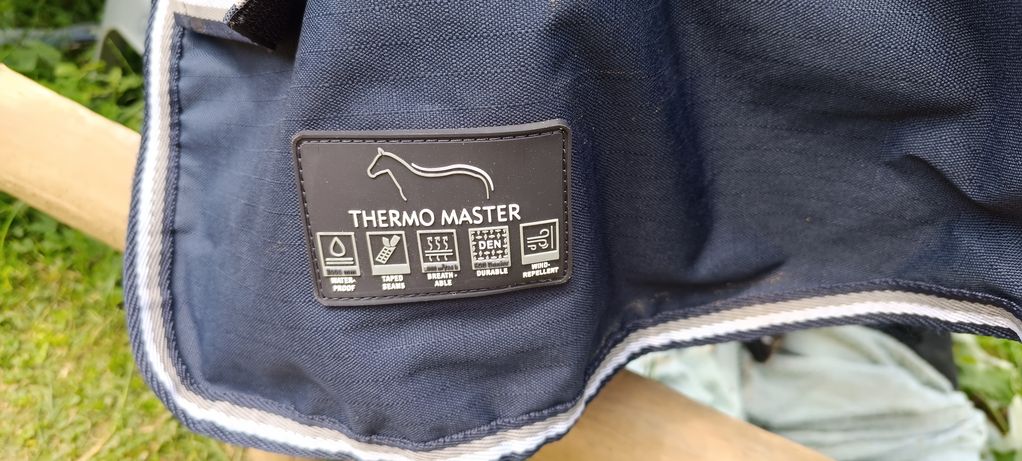 THERMO MASTER
DEN
WATER-
PROOF
TAPED
SEAMS
BREATH-
ABLE
DURABLE
WIND-
REPELLENT